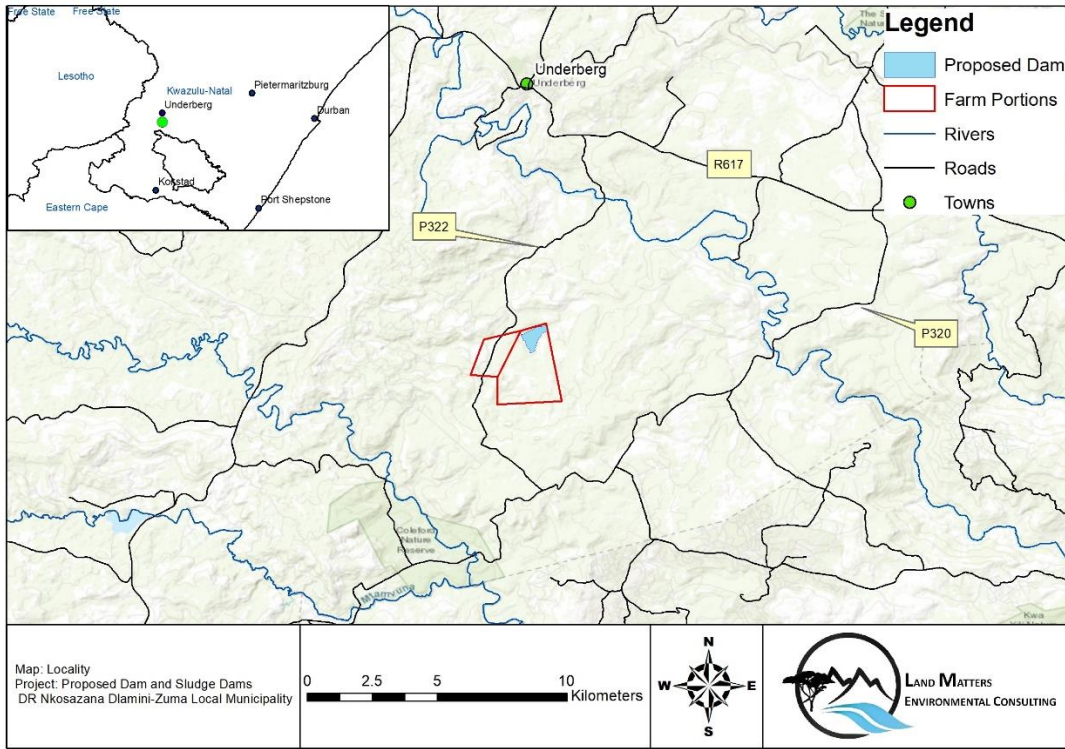 Free State
Free State
Lesotho
Kwazulu-Natal
Pietermaritzburg
Underberg
Durban
Kokstad
Eastern Cape
Port Shepstone
Underberg
Underberg
Legend
Proposed Dam
Farm Portions
Rivers
Roads
Towns
R617
P322
P320
Coleford
Nature
Reserve
Map: Locality
Project: Proposed Dam and Sludge Dams
DR Nkosazana Dlamini-Zuma Local Municipality
0 2.5 5 10
Kilometers
N
W E
S
LAND MATTERS
ENVIRONMENTAL CONSULTING